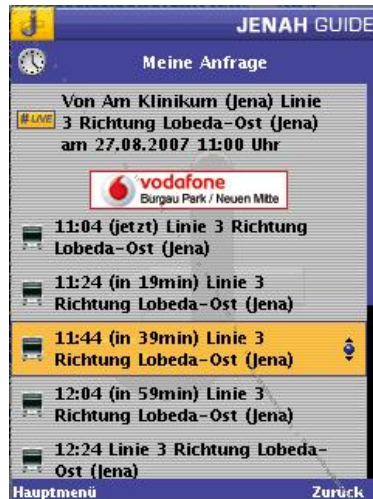 JENAH GUIDE
Meine Anfrage
Von Am Klinikum (Jena) Linie
#LIVE 3 Richtung Lobeda-Ost (Jena)
am 27.08.2007 11:00 Uhr
vodafone
Burgau Park / Neuen Mitte
11:04 (jetzt) Linie 3 Richtung
Lobeda-Ost (Jena)
11:24 (in 19min) Linie 3
Richtung Lobeda-Ost (Jena)
11:44 (in 39min) Linie 3
Richtung Lobeda-Ost (Jena)
12:04 (in 59min) Linie 3
Richtung Lobeda-Ost (Jena)
12:24 Linie 3 Richtung Lobeda-
Ost (Jena)
Hauptmenü Zurück